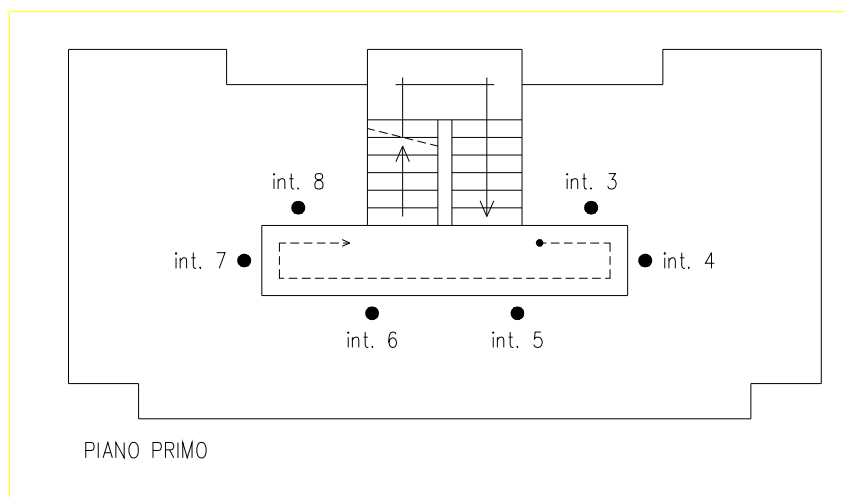 int. 8
int. 3
int. 7
int. 4
int. 6
int. 5
PIANO PRIMO